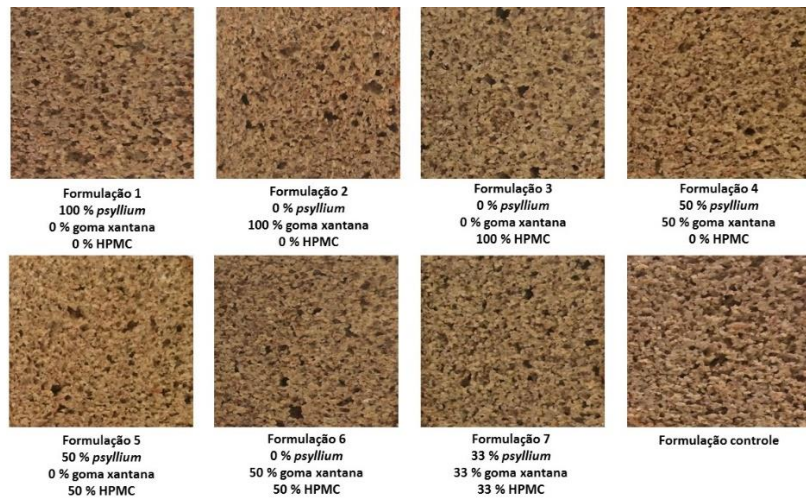 Formulação 1
100 % psyllium
0 % goma xantana
0 % HPMC
Formulação 2
0 % psyllium
100 % goma xantana
0 % HPMC
Formulação 3
0 % psyllium
0 % goma xantana
100 % HPMC
Formulação 4
50 % psyllium
50 % goma xantana
0 % HPMC
Formulação 5
50 % psyllium
0 % goma xantana
50 % HPMC
Formulação 6
0 % psyllium
50 % goma xantana
50 % HPMC
Formulação 7
33 % psyllium
33 % goma xantana
33 % HPMC
Formulação controle